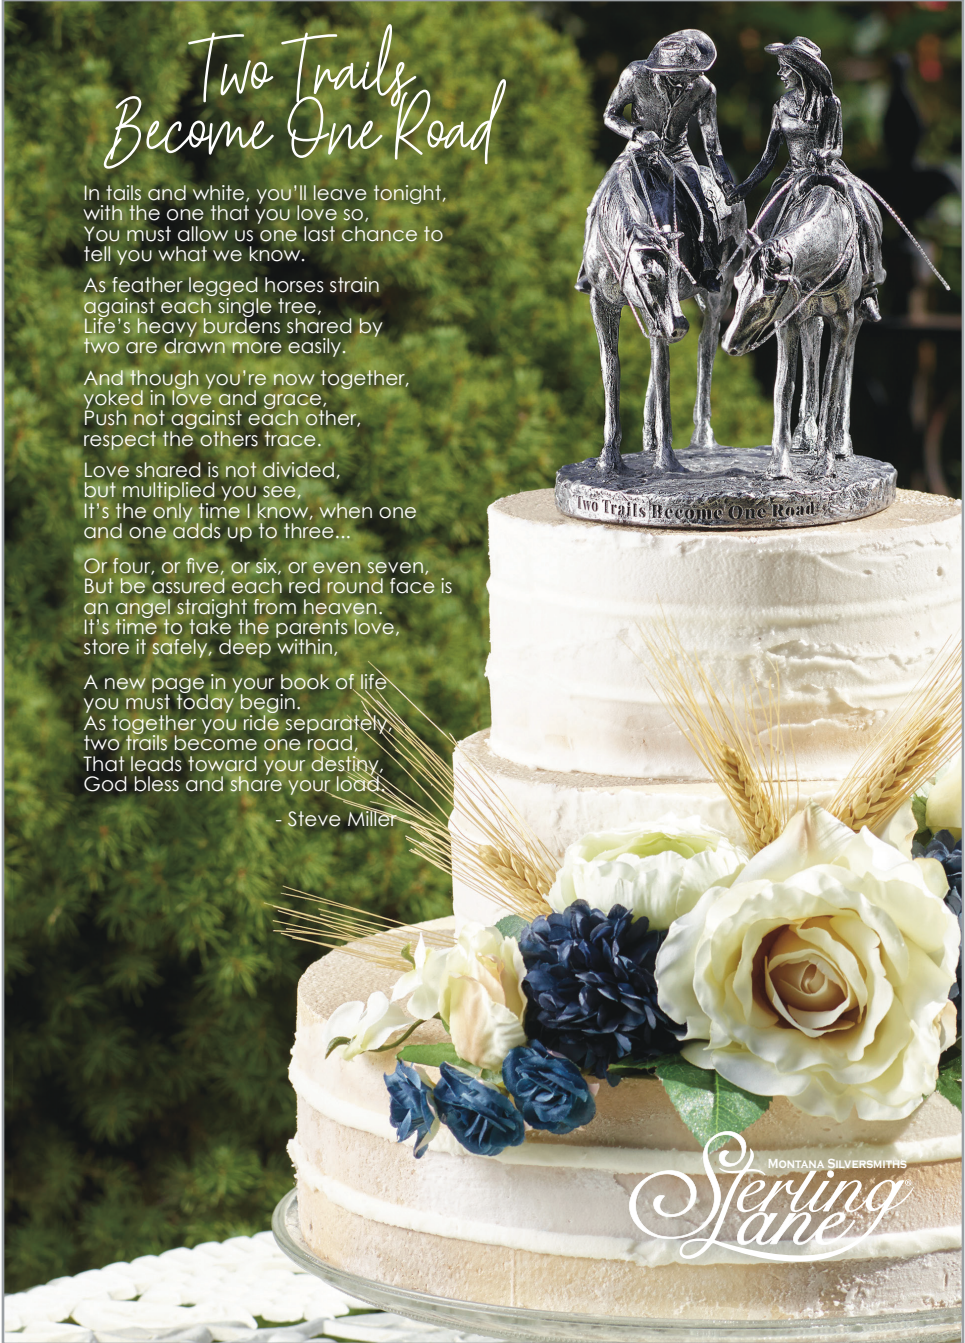 Two Trails
Become One Road
In tails and white, you'll leave tonight,
with the one that you love so,
You must allow us one last chance to
tell you what we know.
As feather legged horses strain
against each single tree,
Life's heavy burdens shared by
two are drawn more easily.
And though you're now together,
yoked in love and grace,
Push not against each other,
respect the others trace.
Love shared is not divided,
but multiplied you see,
It's the only time I know, when one
and one adds up to three...
Or four, or five, or six, or even seven,
But be assured each red round face is
an angel straight from heaven.
It's time to take the parents love,
store it safely, deep within,
A new page in your book of life
you must today begin.
As together you ride separately,
two trails become one road,
That leads toward your destiny,
God bless and share your load.
- Steve Miller
Two Trails Become One Road
Montana Silversmiths
Sterling
Lane